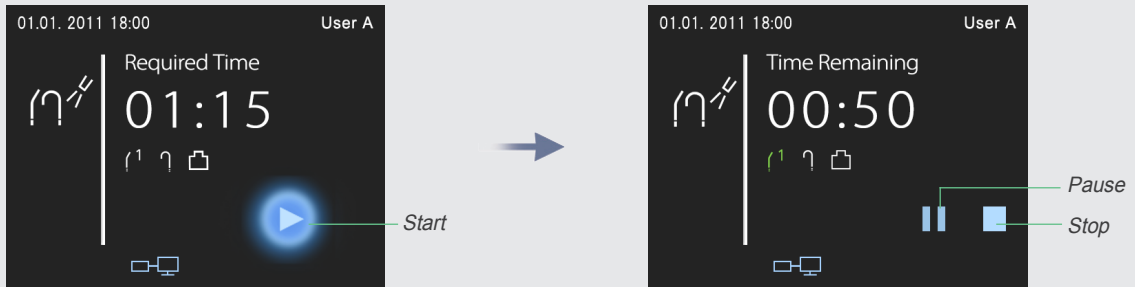 01.01. 2011 18:00 User A
Required Time
01:15
1
Start
01.01. 2011 18:00 User A
Time Remaining
00:50
1
Pause
Stop